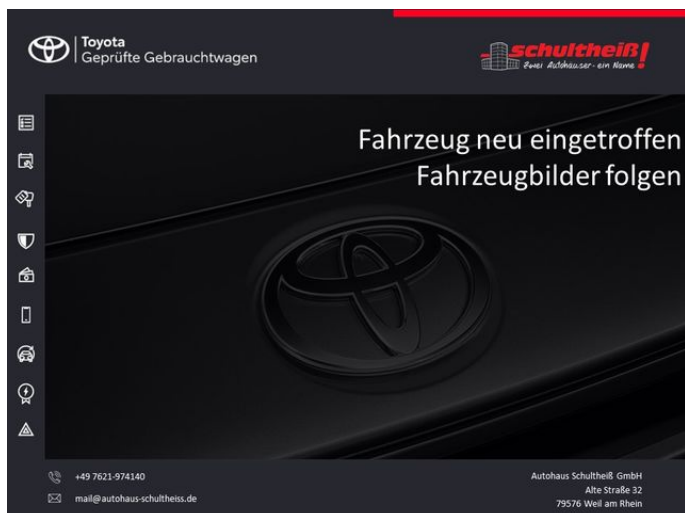 Toyota
Geprüfte Gebrauchtwagen
schultheiß!
Zwei Autohäuser - ein Name
Fahrzeug neu eingetroffen
Fahrzeugbilder folgen
+49 7621-974140
mail@autohaus-schultheiss.de
Autohaus Schultheiß GmbH
Alte Straße 32
79576 Weil am Rhein